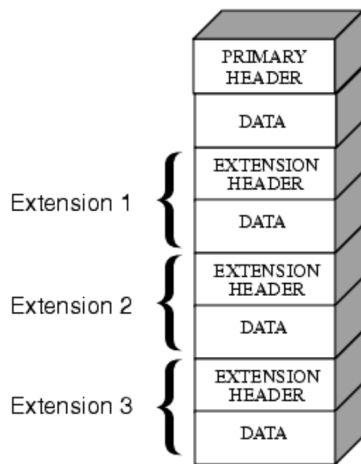 PRIMARY
HEADER
DATA
Extension 1
EXTENSION
HEADER
DATA
Extension 2
EXTENSION
HEADER
DATA
Extension 3
EXTENSION
HEADER
DATA